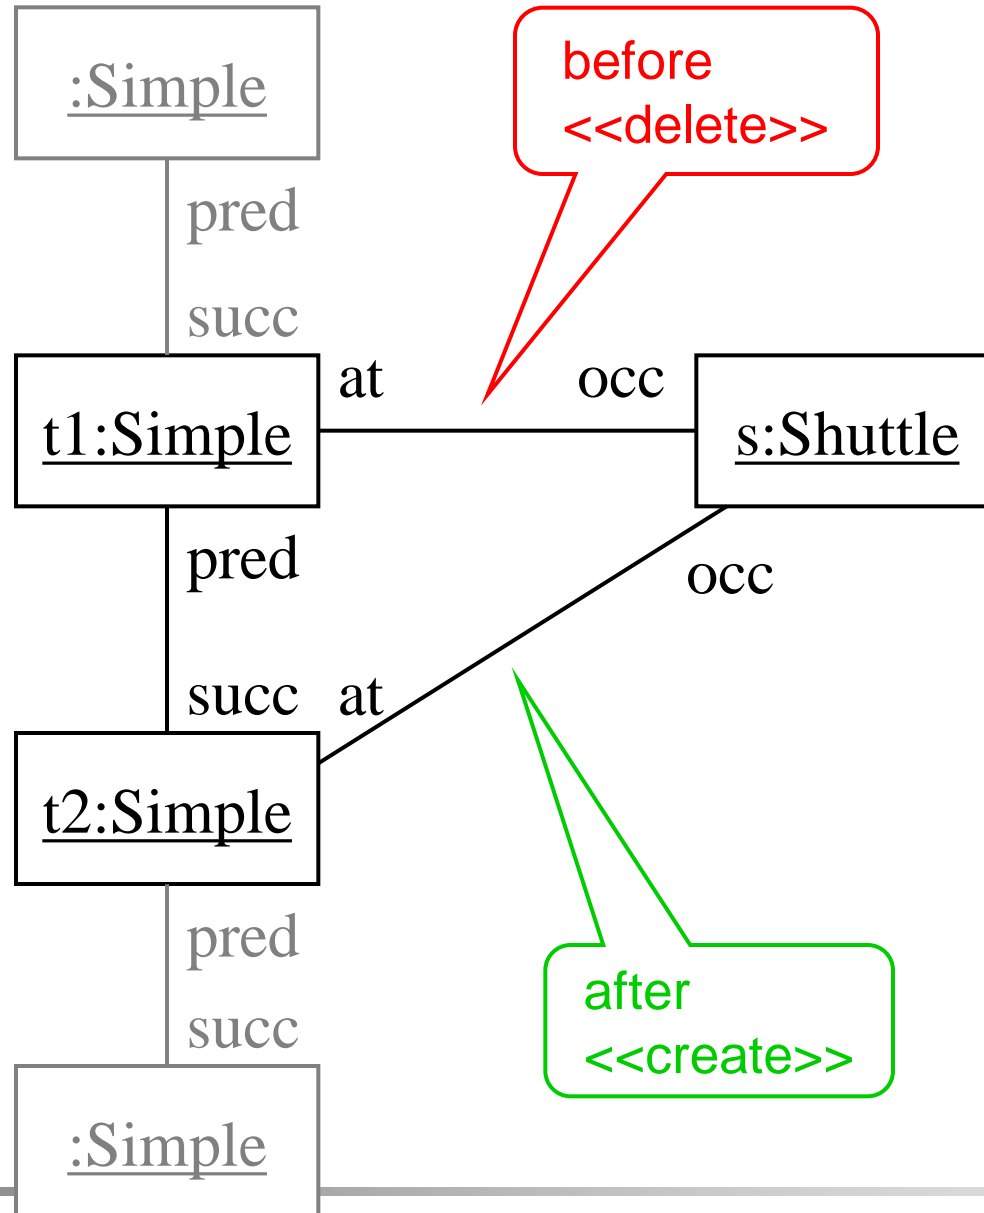 :Simple
before
<<delete>>
pred
succ
at
occ
t1:Simple
s:Shuttle
pred
occ
succ
at
t2:Simple
pred
after
succ
<<create>>
:Simple